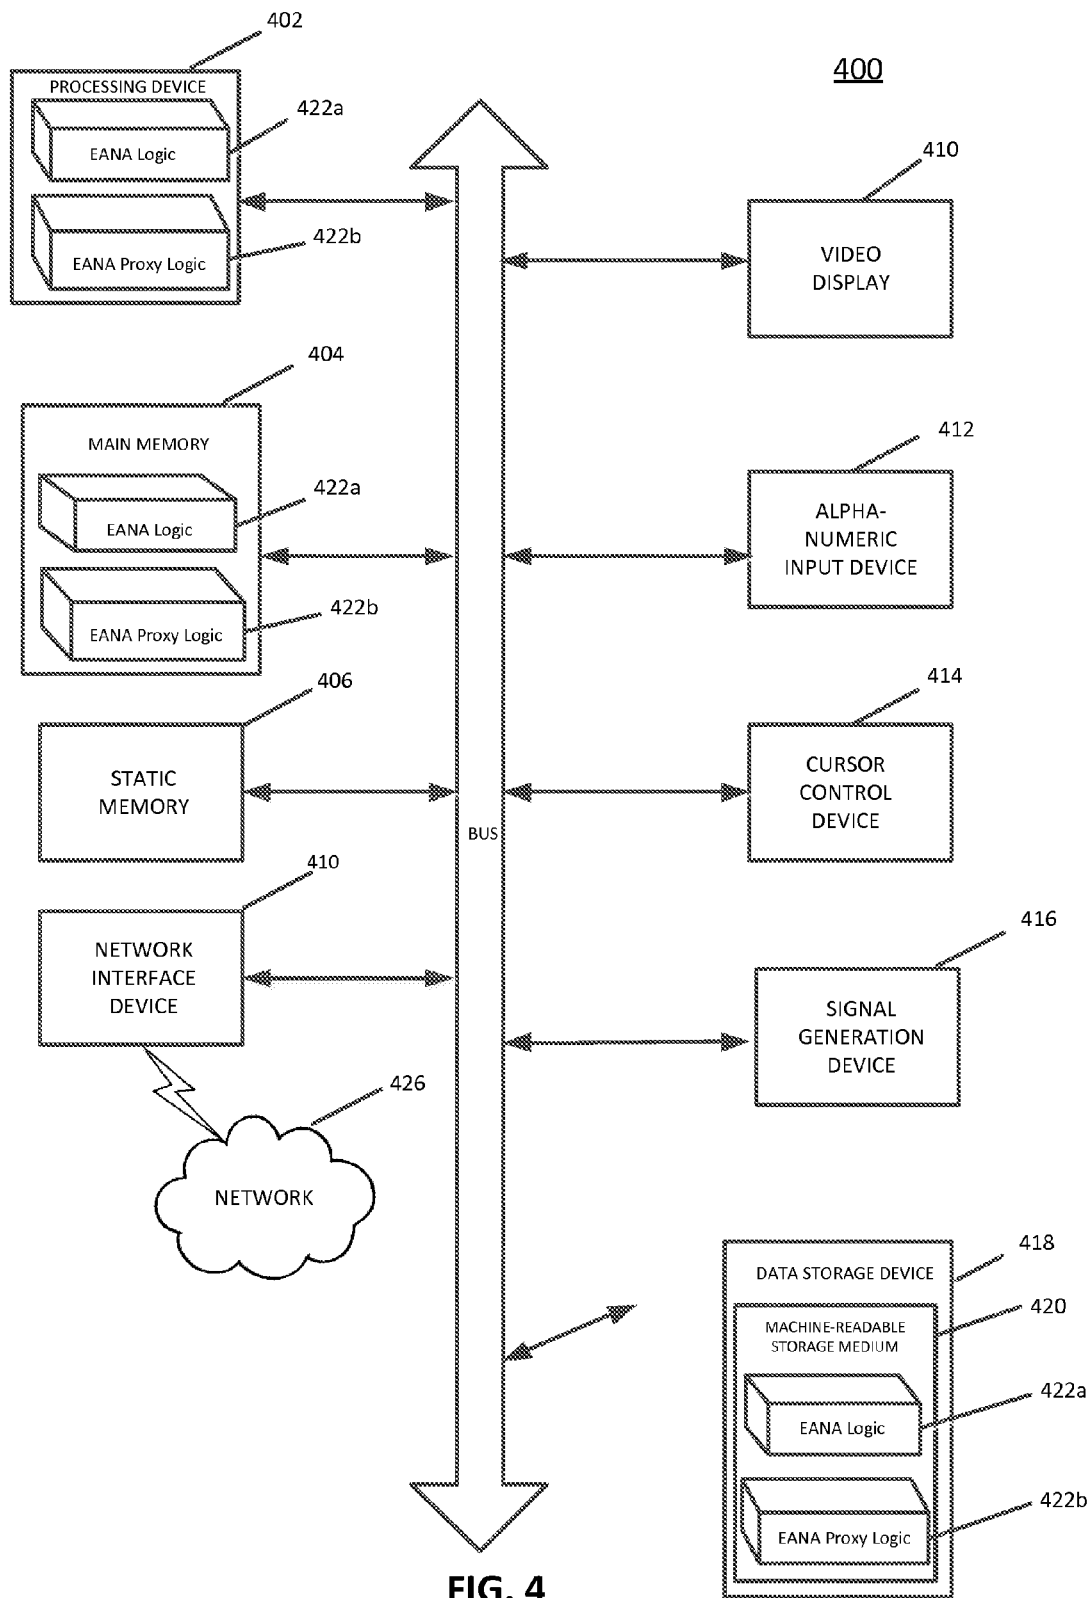 402
PROCESSING DEVICE
422a
EANA Logic
422b
EANA Proxy Logic
400
410
VIDEO
DISPLAY
404
MAIN MEMORY
422a
EANA Logic
422b
EANA Proxy Logic
412
ALPHA-
NUMERIC
INPUT DEVICE
406
STATIC
MEMORY
414
CURSOR
CONTROL
DEVICE
BUS
410
NETWORK
INTERFACE
DEVICE
416
SIGNAL
GENERATION
DEVICE
426
NETWORK
418
DATA STORAGE DEVICE
420
MACHINE-READABLE
STORAGE MEDIUM
422a
EANA Logic
422b
EANA Proxy Logic
FIG. 4